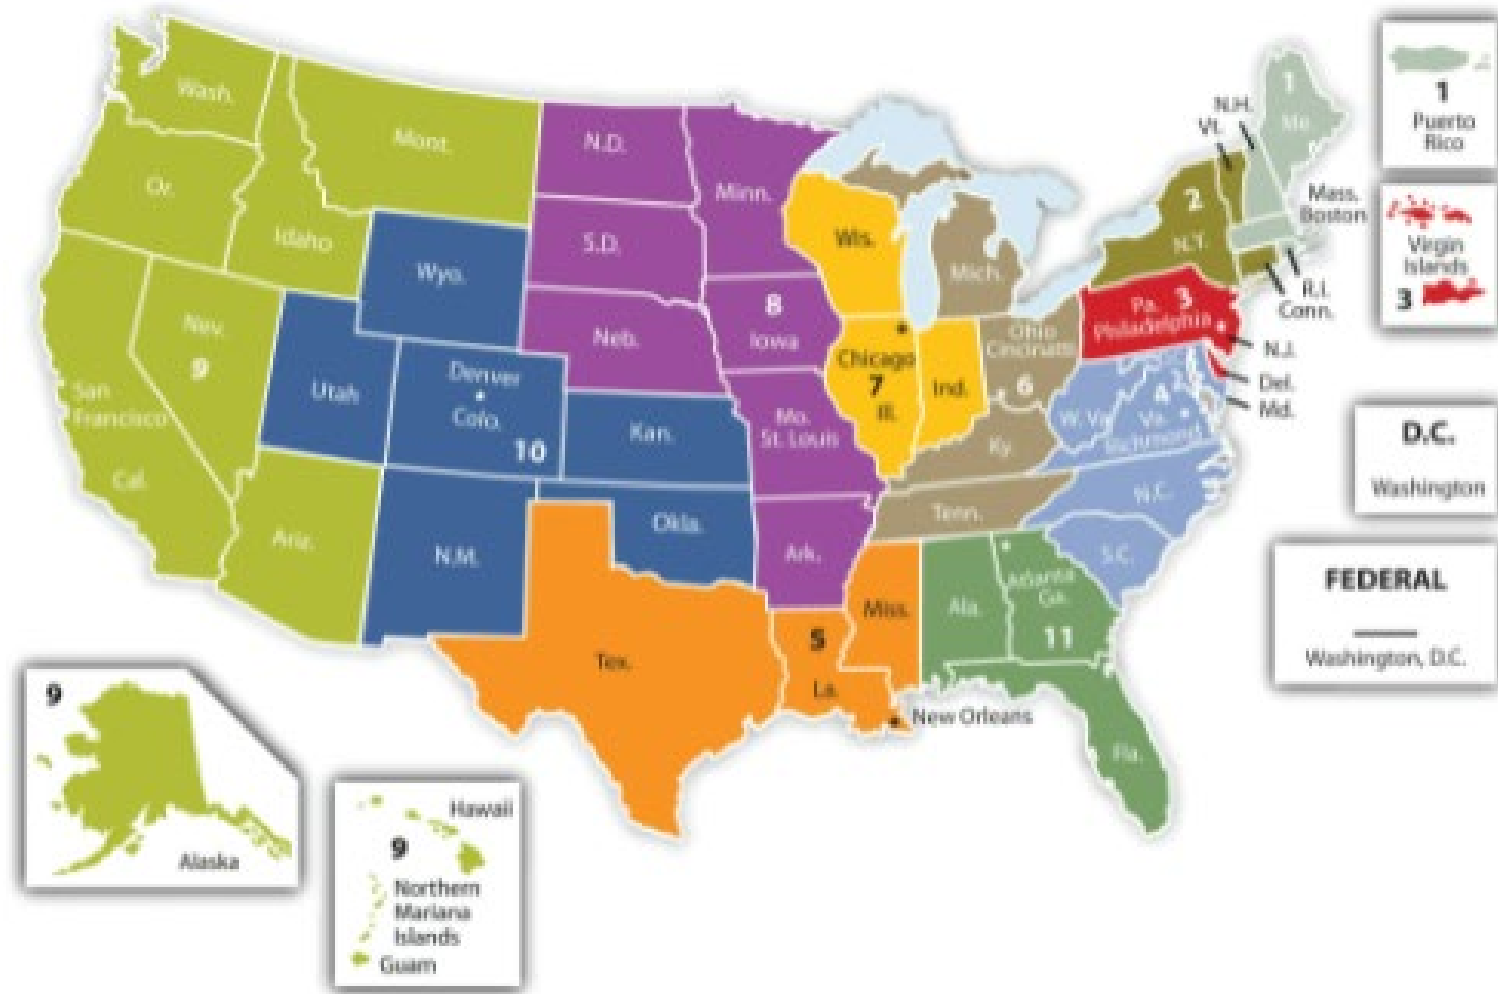 Wash.
Mont.
Or.
Idaho
Wyo.
Nev.
9
Utah
San
Francisco
Cal.
Ariz.
Denver
Colo.
10
N.M.
N.D.
S.D.
Neb.
Kan.
Okla.
Tex.
Minn.
8
Iowa
Mo.
St. Louis
Ark.
5
La.
New Orleans
Miss.
Wis.
Chicago
7
Ill.
Ind.
Mich.
Ohio
Cincinnati
6
Ky.
Tenn.
Ala.
Atlanta
Ga.
11
Fla.
S.C.
N.C.
W. Va
4
Va.
Richmond
Pa. 3
Philadelphia
2
N.Y.
Vt.
N.H.
1
Me.
Mass.
Boston
R.I.
Conn.
N.J.
Del.
Md.
1
Puerto
Rico
Virgin
Islands
3
D.C.
Washington
FEDERAL
Washington, D.C.
9
Alaska
Hawaii
9
Northern
Mariana
Islands
Guam